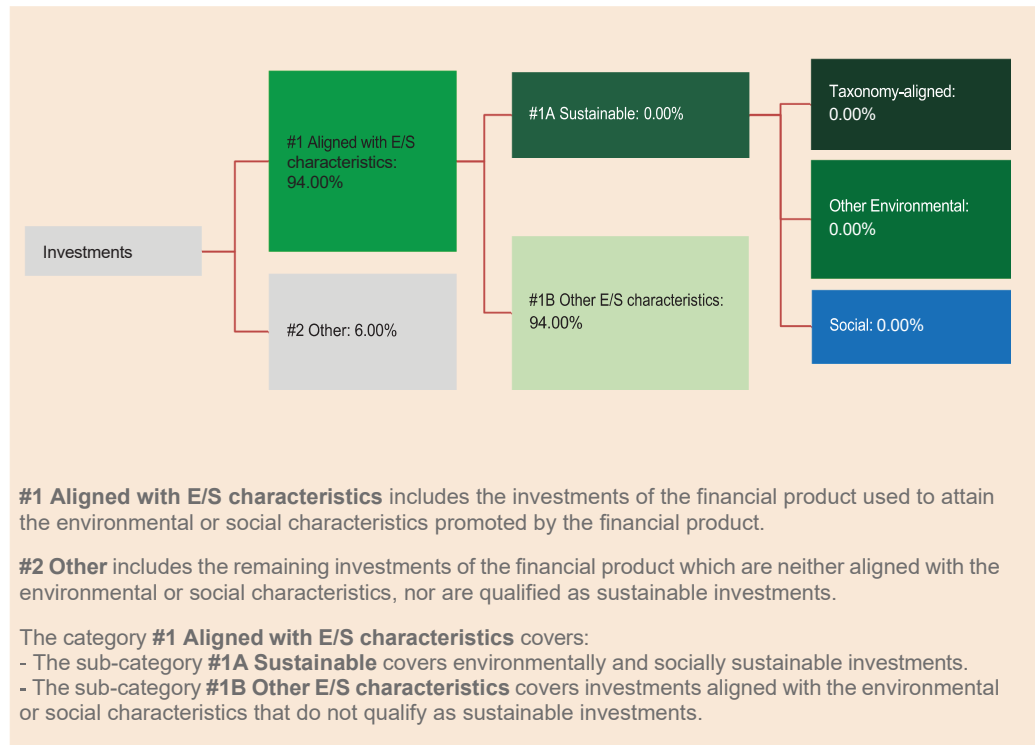 Investments
#1 Aligned with E/S
characteristics:
94.00%
#2 Other: 6.00%
#1A Sustainable: 0.00%
#1B Other E/S characteristics:
94.00%
Taxonomy-aligned:
0.00%
Other Environmental:
0.00%
Social: 0.00%
#1 Aligned with E/S characteristics includes the investments of the financial product used to attain
the environmental or social characteristics promoted by the financial product.
#2 Other includes the remaining investments of the financial product which are neither aligned with the
environmental or social characteristics, nor are qualified as sustainable investments.
The category #1 Aligned with E/S characteristics covers:
- The sub-category #1A Sustainable covers environmentally and socially sustainable investments.
- The sub-category #1B Other E/S characteristics covers investments aligned with the environmental
or social characteristics that do not qualify as sustainable investments.